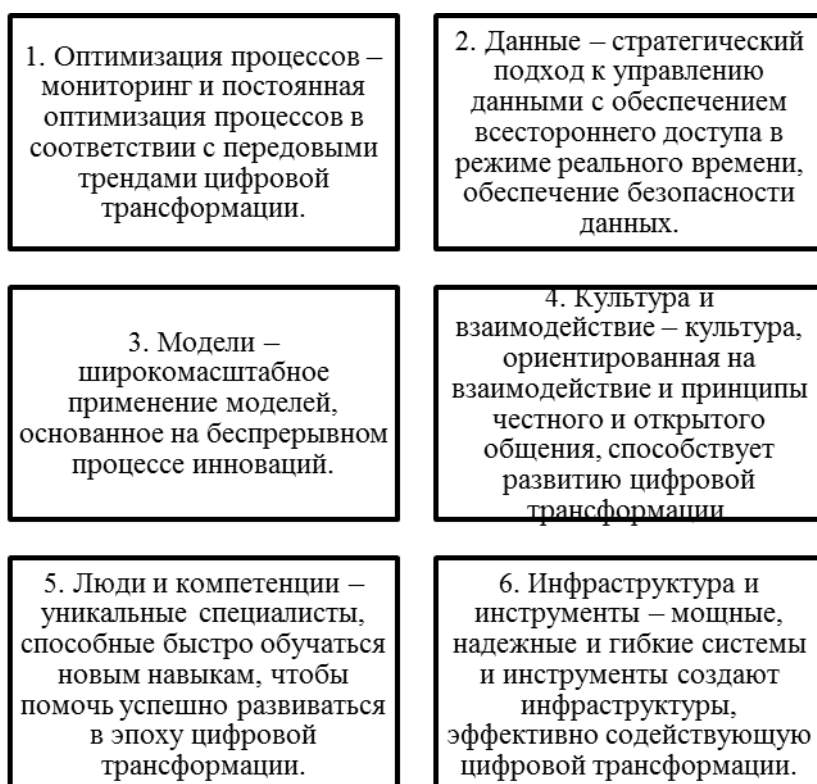 1. Оптимизация процессов –
мониторинг и постоянная
оптимизация процессов в
соответствии с передовыми
трендами цифровой
трансформации.
2. Данные – стратегический
подход к управлению
данными с обеспечением
всестороннего доступа в
режиме реального времени,
обеспечение безопасности
данных.
3. Модели –
широкомасштабное
применение моделей,
основанное на беспрерывном
процессе инноваций.
4. Культура и
взаимодействие – культура,
ориентированная на
взаимодействие и принципы
честного и открытого
общения, способствует
развитию цифровой
трансформации
5. Люди и компетенции –
уникальные специалисты,
способные быстро обучаться
новым навыкам, чтобы
помочь успешно развиваться
в эпоху цифровой
трансформации.
6. Инфраструктура и
инструменты – мощные,
надежные и гибкие системы
и инструменты создают
инфраструктуры,
эффективно содействующую
цифровой трансформации.